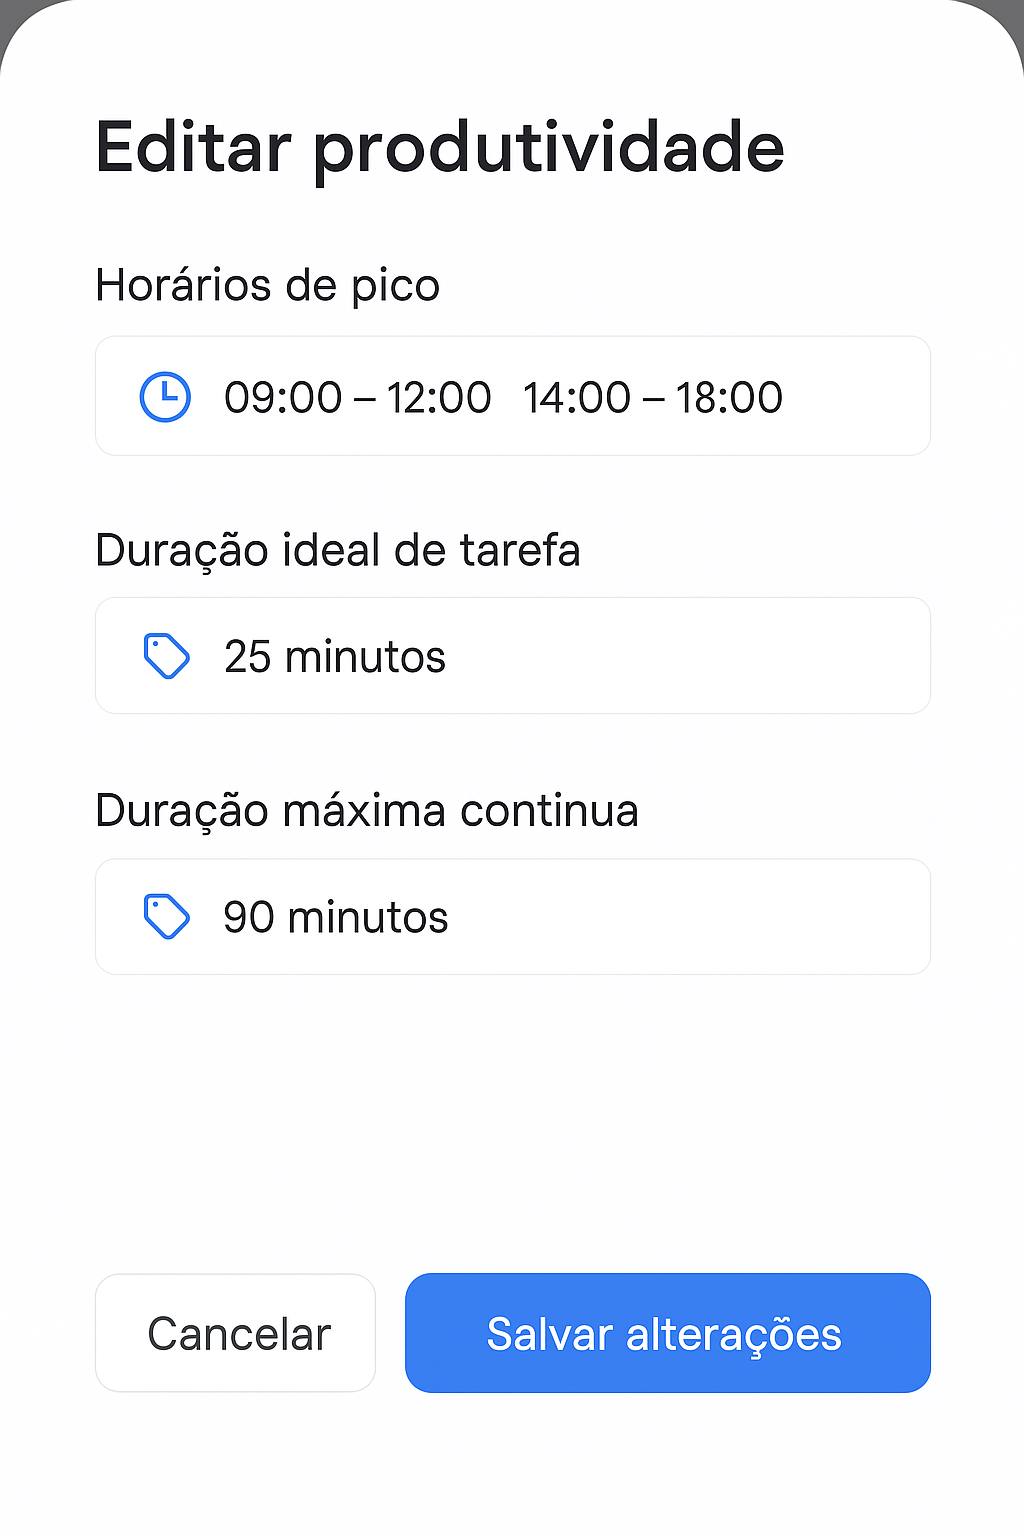 Editar produtividade
Horários de pico
09:00 – 12:00 14:00 – 18:00
Duração ideal de tarefa
25 minutos
Duração máxima continua
90 minutos
Cancelar
Salvar alterações